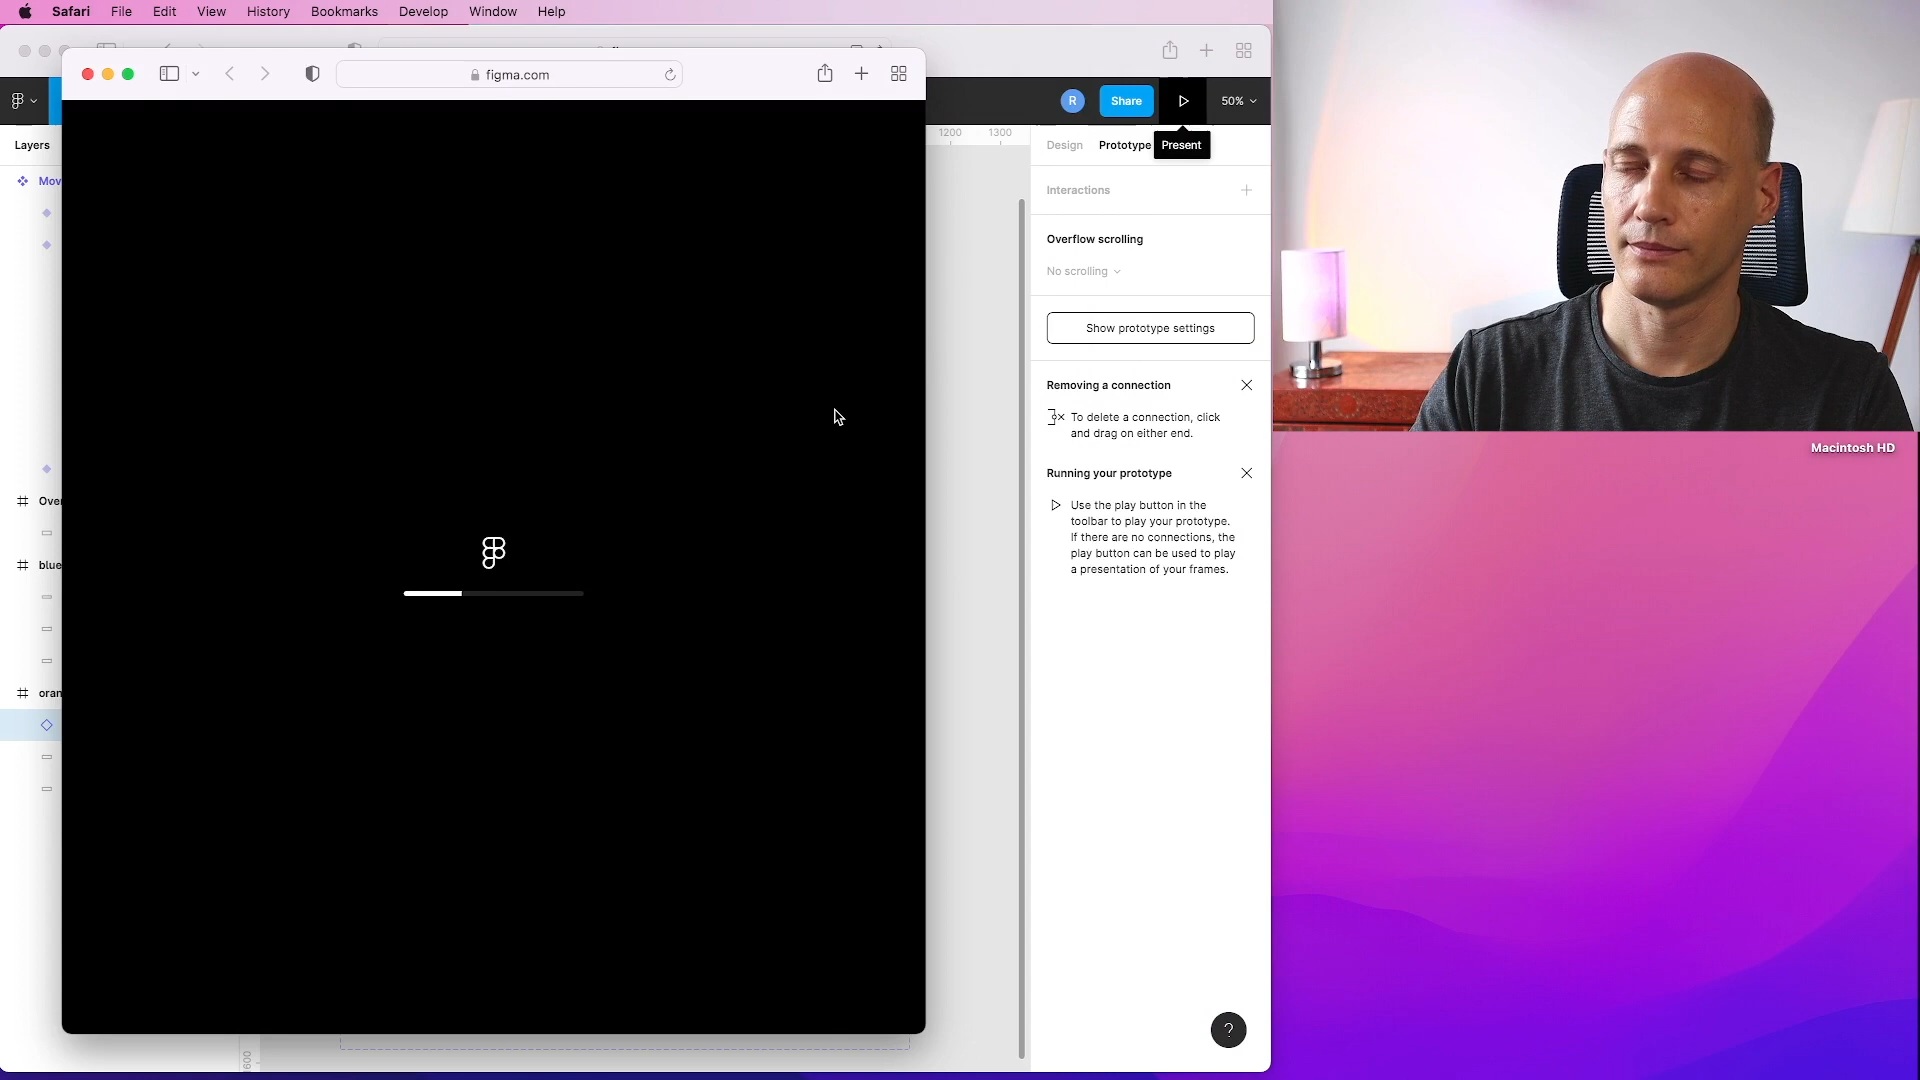 Safari File Edit View History Bookmarks Develop Window Help
figma.com
R Share 50%
1200 1300
Layers
Design Prototype Present
Mov
Interactions
Overflow scrolling
No scrolling
Show prototype settings
Removing a connection
To delete a connection, click
and drag on either end.
Macintosh HD
Running your prototype
Over
Use the play button in the
toolbar to play your prototype.
If there are no connections, the
play button can be used to play
a presentation of your frames.
blue
oran
?
1600